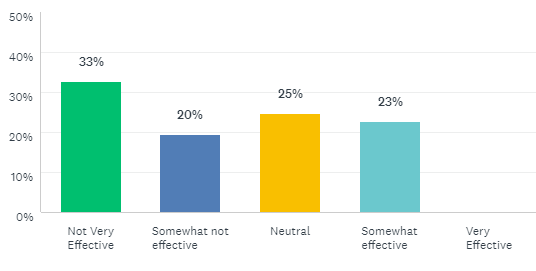 50%
40%
30%
20%
10%
0%
33%
20%
25%
23%
Not Very
Effective
Somewhat not
effective
Neutral
Somewhat
effective
Very
Effective